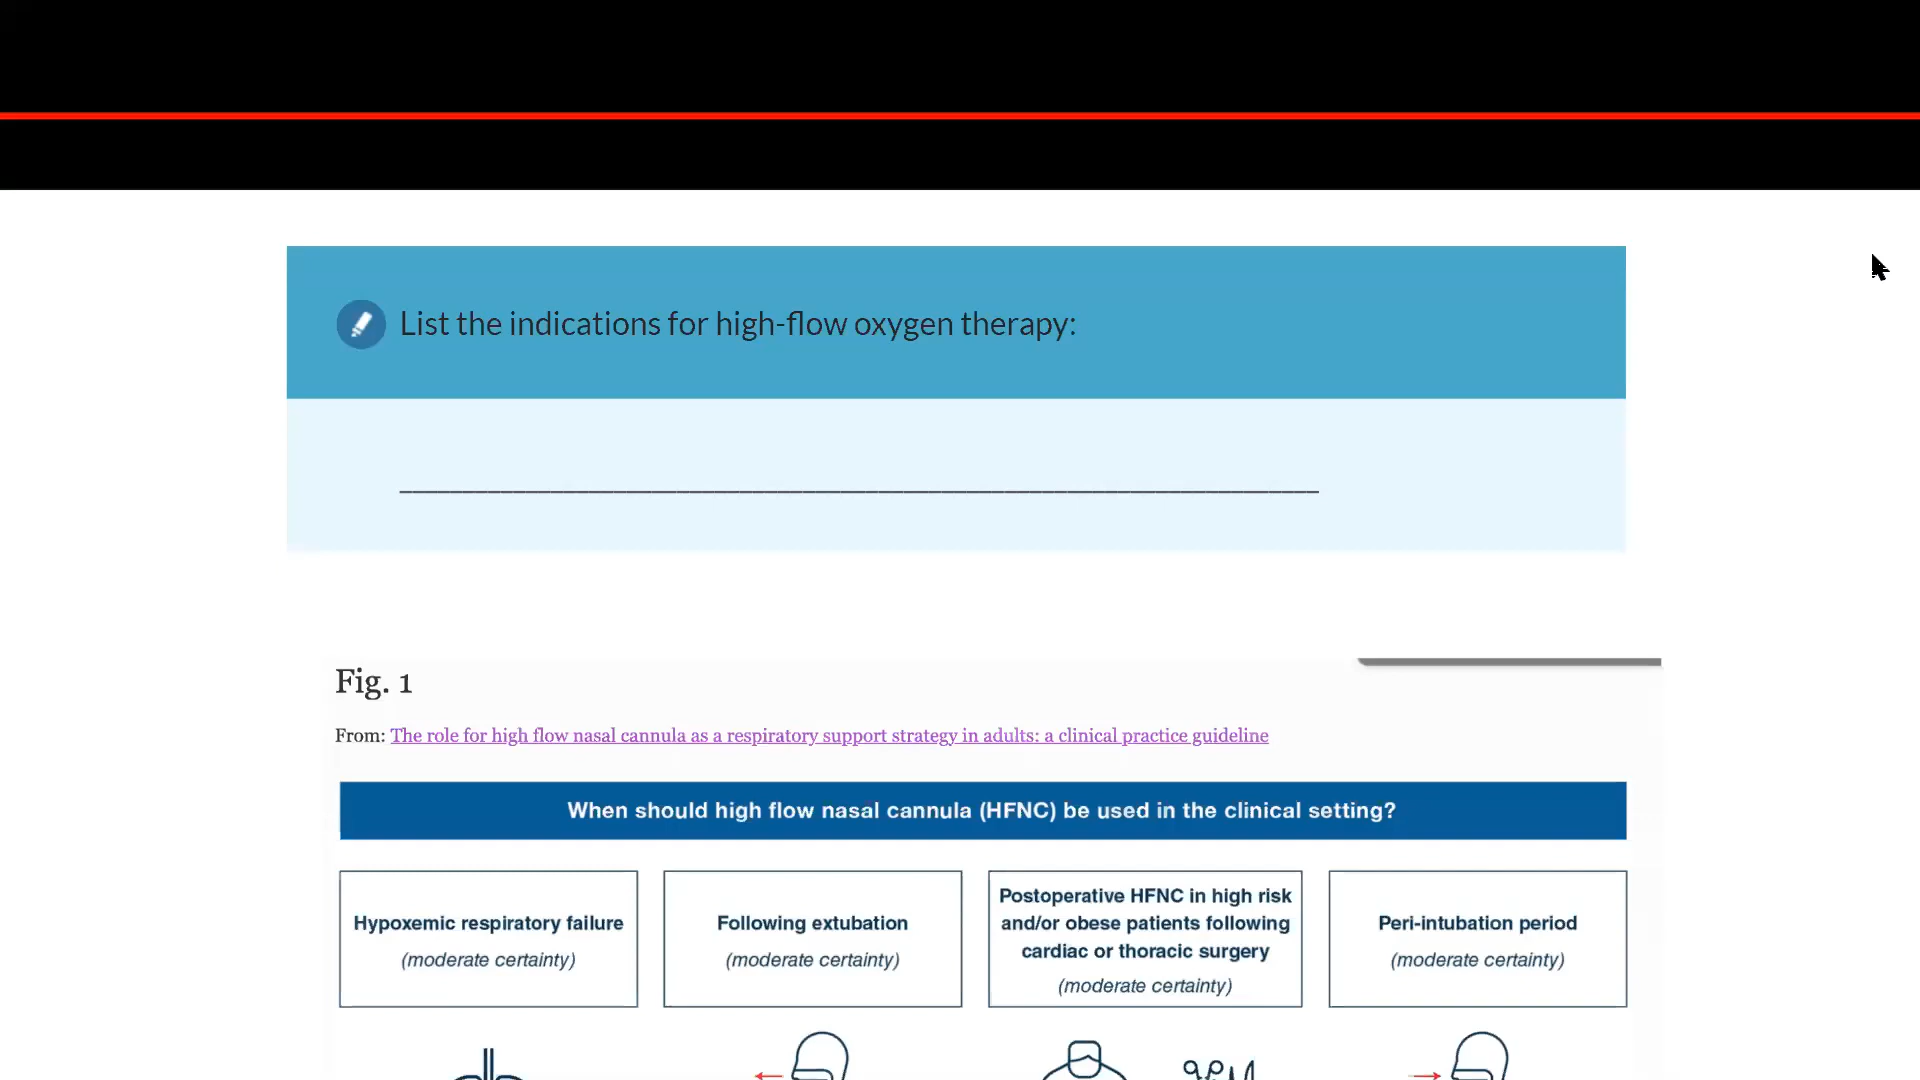 List the indications for high-flow oxygen therapy:
Fig. 1
From: The role for high flow nasal cannula as a respiratory support strategy in adults: a clinical practice guideline
When should high flow nasal cannula (HFNC) be used in the clinical setting?
Hypoxemic respiratory failure
(moderate certainty)
Following extubation
(moderate certainty)
Postoperative HFNC in high risk
and/or obese patients following
cardiac or thoracic surgery
(moderate certainty)
Peri-intubation period
(moderate certainty)